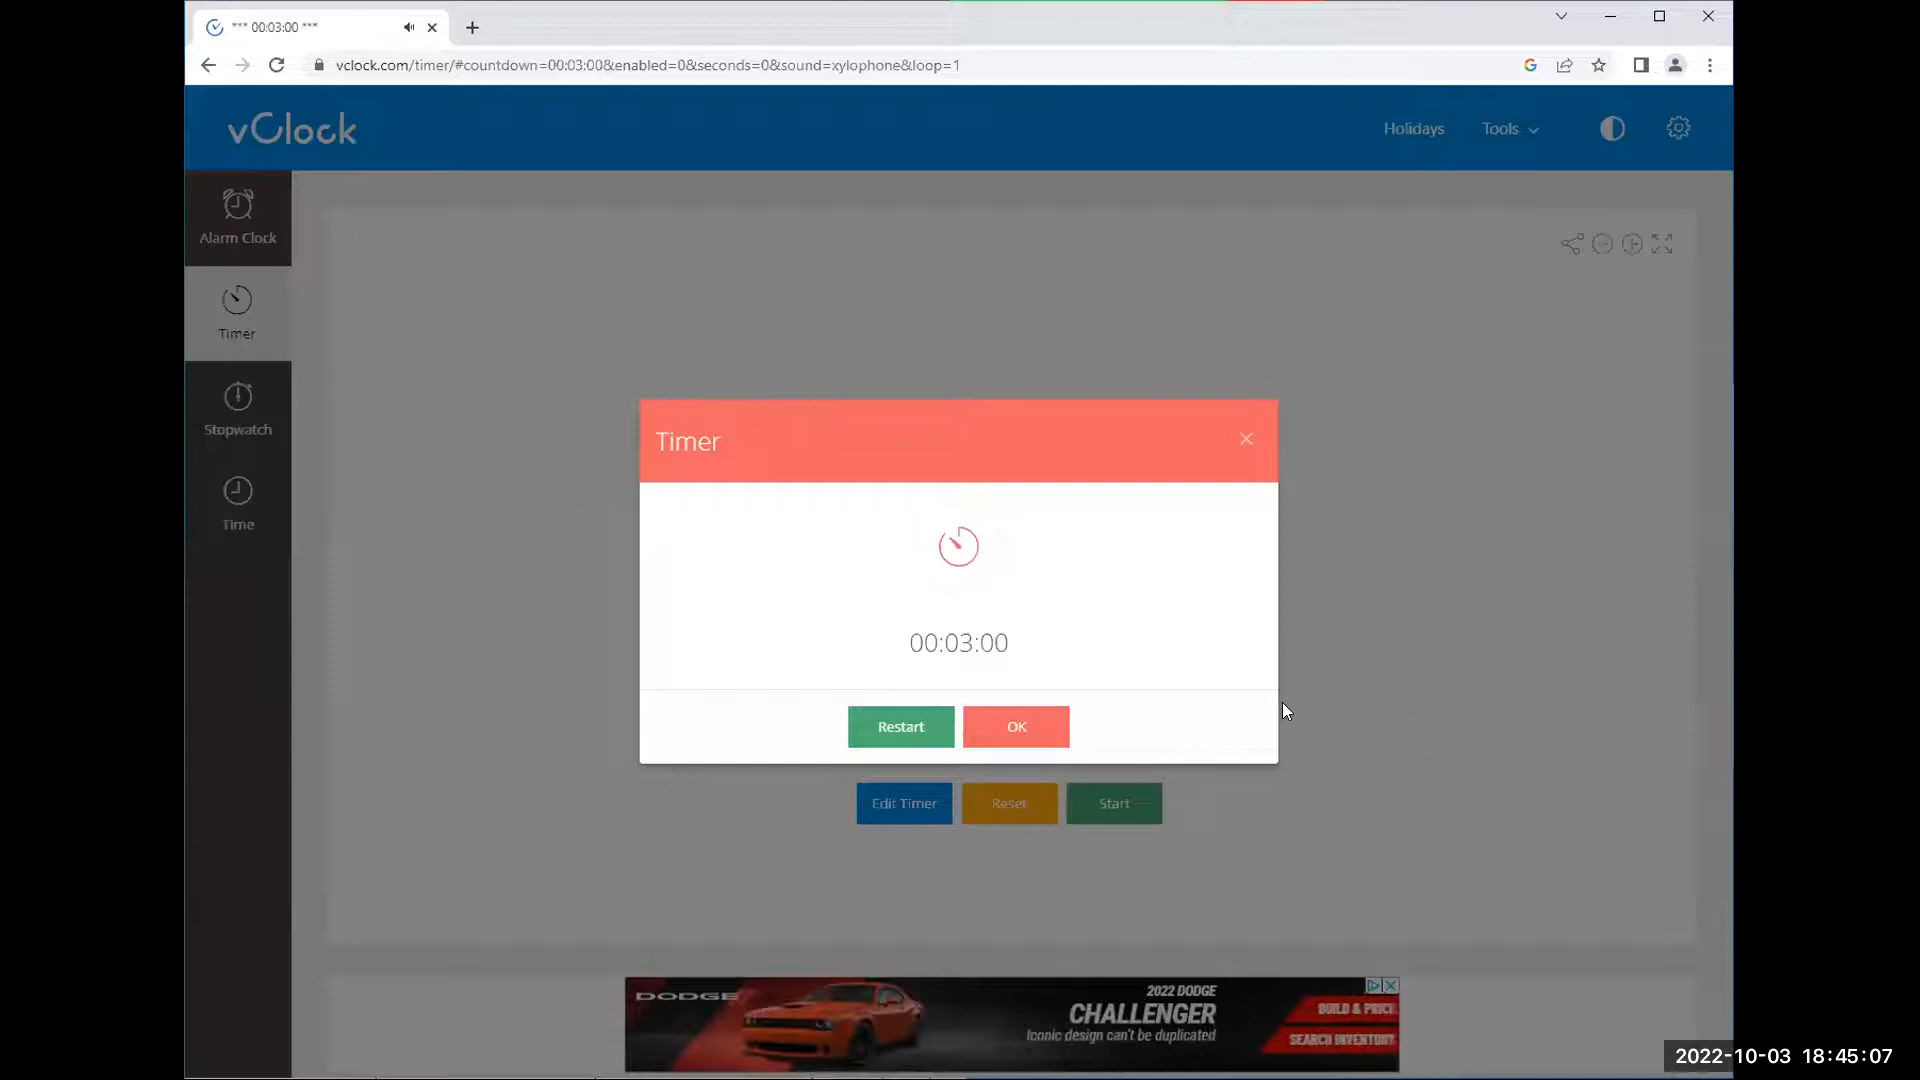 *** 00:03:00 ***
vclock.com/timer/#countdown=00:03:00&enabled=0&seconds=0&sound=xylophone&loop=1
vClock
Holidays
Tools
Alarm Clock
Timer
Stopwatch
Time
Timer
00:03:00
Restart
OK
Edit Timer
Reset
Start
DODGE
2022 DODGE
CHALLENGER
Iconic design can't be duplicated
BUILD & PRICE
SEARCH INVENTORY
2022-10-03 18:45:07